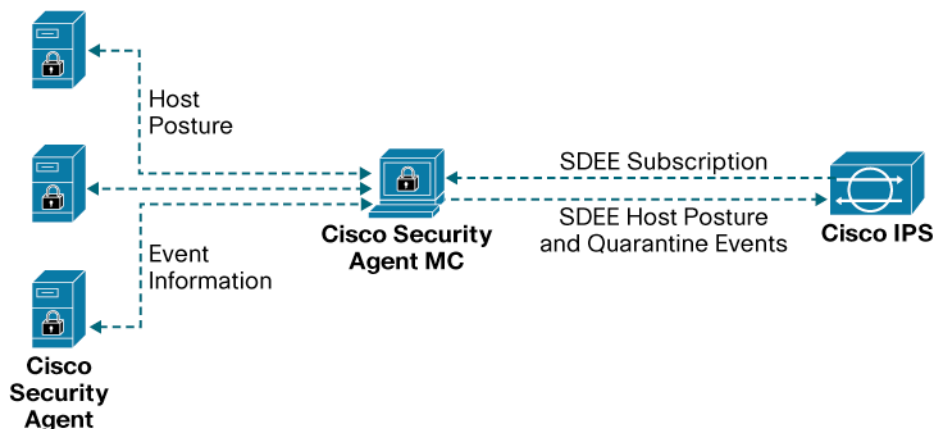 Host
Posture
SDEE Subscription
SDEE Host Posture
and Quarantine Events
Cisco Security
Agent MC
Cisco IPS
Event
Information
Cisco
Security
Agent